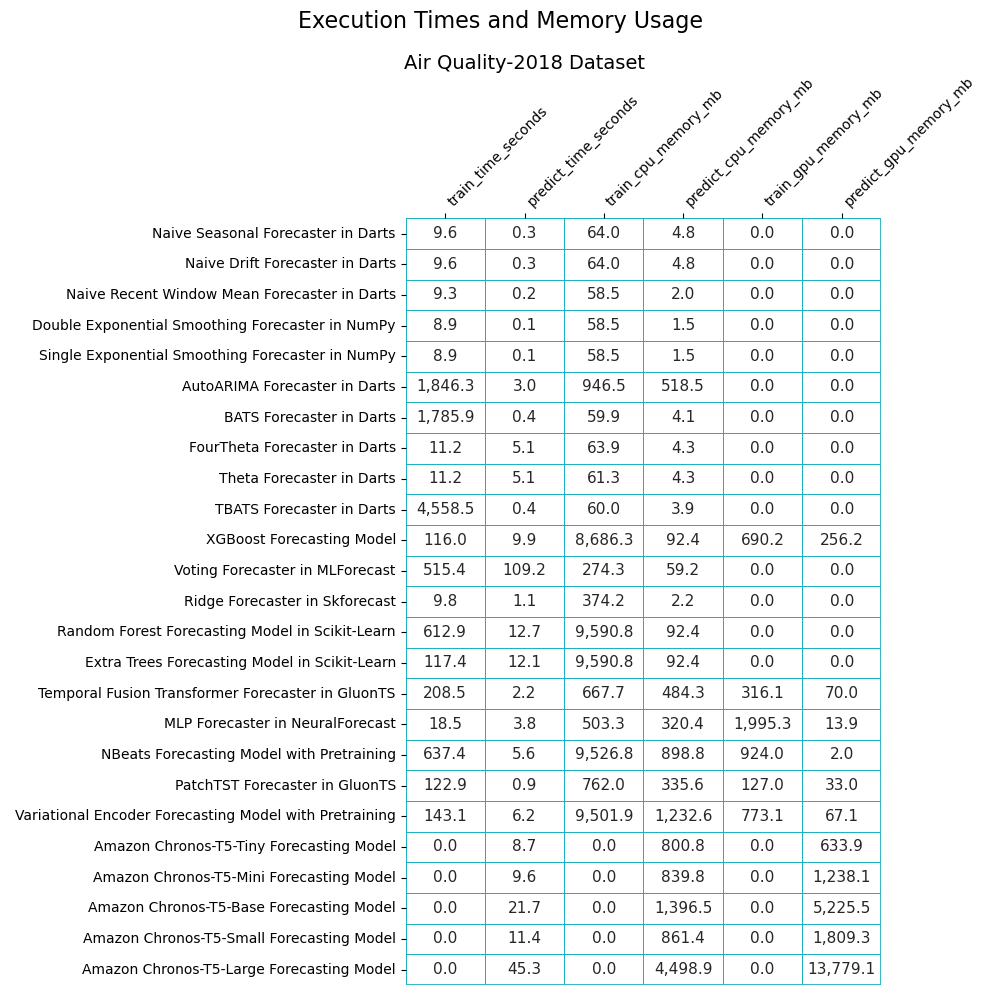 Execution Times and Memory Usage
Air Quality-2018 Dataset
train_time_seconds predict_time_seconds train_cpu_memory_mb predict_cpu_memory_mb train_gpu_memory_mb predict_gpu_memory_mb
Naive Seasonal Forecaster in Darts 9.6 0.3 64.0 4.8 0.0 0.0
Naive Drift Forecaster in Darts 9.6 0.3 64.0 4.8 0.0 0.0
Naive Recent Window Mean Forecaster in Darts 9.3 0.2 58.5 2.0 0.0 0.0
Double Exponential Smoothing Forecaster in NumPy 8.9 0.1 58.5 1.5 0.0 0.0
Single Exponential Smoothing Forecaster in NumPy 8.9 0.1 58.5 1.5 0.0 0.0
AutoARIMA Forecaster in Darts 1,846.3 3.0 946.5 518.5 0.0 0.0
BATS Forecaster in Darts 1,785.9 0.4 59.9 4.1 0.0 0.0
FourTheta Forecaster in Darts 11.2 5.1 63.9 4.3 0.0 0.0
Theta Forecaster in Darts 11.2 5.1 61.3 4.3 0.0 0.0
TBATS Forecaster in Darts 4,558.5 0.4 60.0 3.9 0.0 0.0
XGBoost Forecasting Model 116.0 9.9 8,686.3 92.4 690.2 256.2
Voting Forecaster in MLForecast 515.4 109.2 274.3 59.2 0.0 0.0
Ridge Forecaster in Skforecast 9.8 1.1 374.2 2.2 0.0 0.0
Random Forest Forecasting Model in Scikit-Learn 612.9 12.7 9,590.8 92.4 0.0 0.0
Extra Trees Forecasting Model in Scikit-Learn 117.4 12.1 9,590.8 92.4 0.0 0.0
Temporal Fusion Transformer Forecaster in GluonTS 208.5 2.2 667.7 484.3 316.1 70.0
MLP Forecaster in NeuralForecast 18.5 3.8 503.3 320.4 1,995.3 13.9
NBeats Forecasting Model with Pretraining 637.4 5.6 9,526.8 898.8 924.0 2.0
PatchTST Forecaster in GluonTS 122.9 0.9 762.0 335.6 127.0 33.0
Variational Encoder Forecasting Model with Pretraining 143.1 6.2 9,501.9 1,232.6 773.1 67.1
Amazon Chronos-T5-Tiny Forecasting Model 0.0 8.7 0.0 800.8 0.0 633.9
Amazon Chronos-T5-Mini Forecasting Model 0.0 9.6 0.0 839.8 0.0 1,238.1
Amazon Chronos-T5-Base Forecasting Model 0.0 21.7 0.0 1,396.5 0.0 5,225.5
Amazon Chronos-T5-Small Forecasting Model 0.0 11.4 0.0 861.4 0.0 1,809.3
Amazon Chronos-T5-Large Forecasting Model 0.0 45.3 0.0 4,498.9 0.0 13,779.1